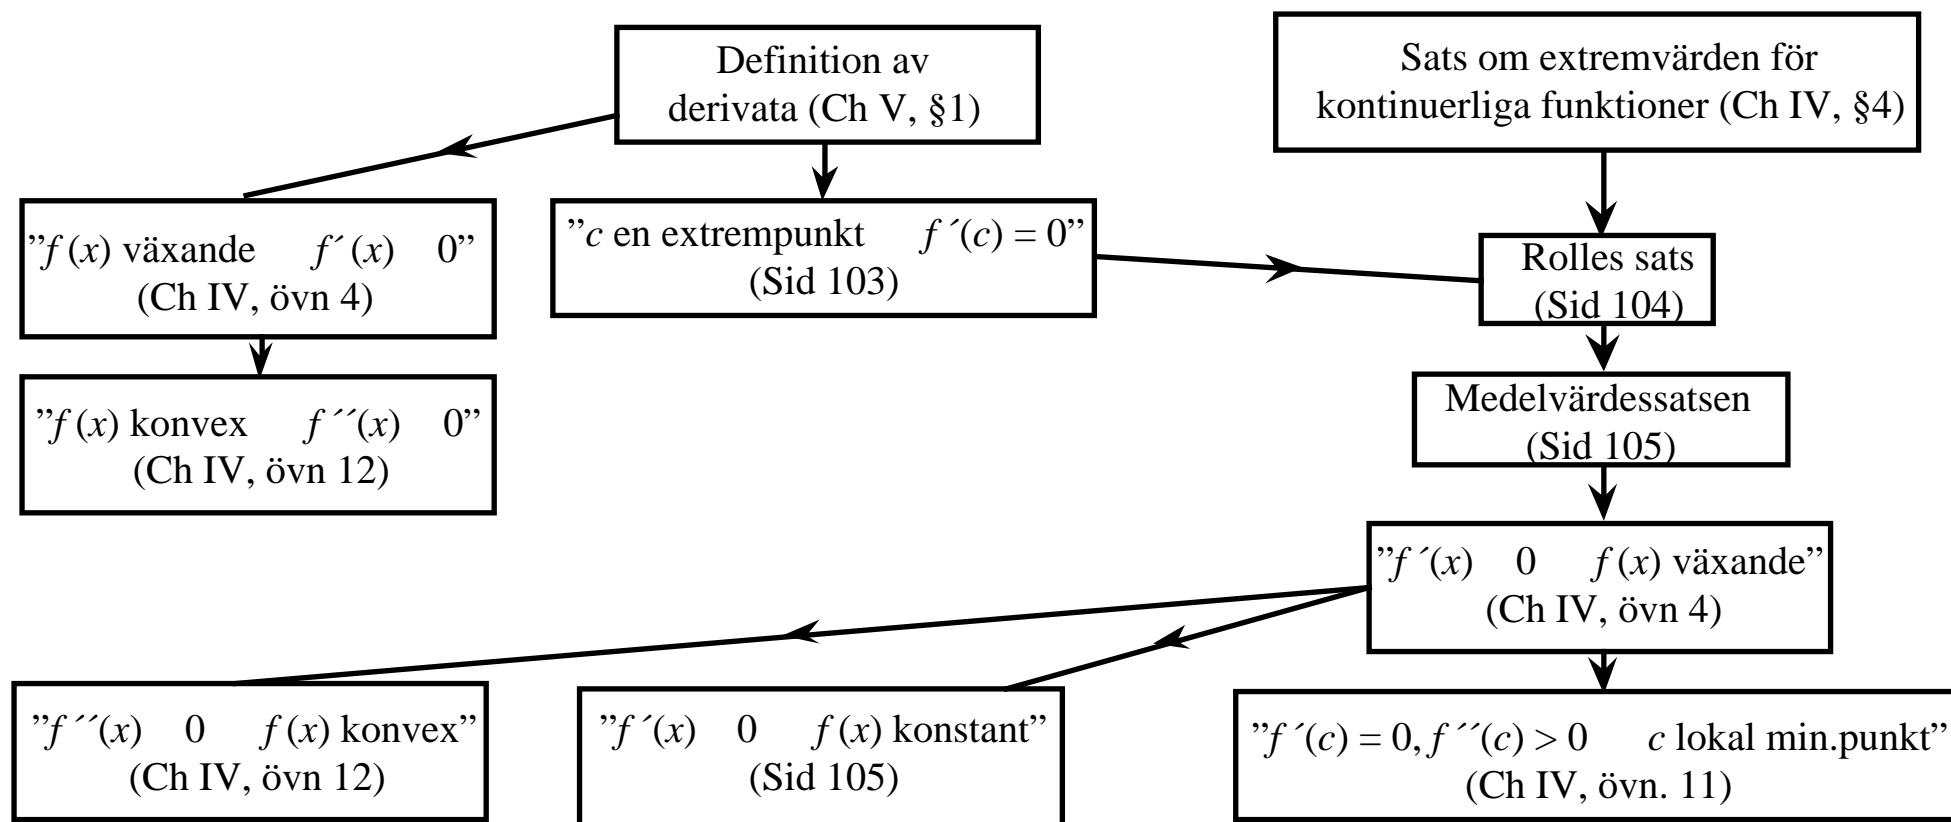 Definition av
derivata (Ch V, §1)
Sats om extremvärden för
kontinuerliga funktioner (Ch IV, §4)
”f (x) växande f´(x) 0”
(Ch IV, övn 4)
”c en extrempunkt f ´(c) = 0”
(Sid 103)
Rolles sats
(Sid 104)
”f (x) konvex f ´´(x) 0”
(Ch IV, övn 12)
Medelvärdessatsen
(Sid 105)
”f ´(x) 0 f (x) växande”
(Ch IV, övn 4)
”f ´´(x) 0 f (x) konvex”
(Ch IV, övn 12)
”f ´(x) 0 f (x) konstant”
(Sid 105)
”f ´(c) = 0, f ´´(c) > 0 c lokal min.punkt”
(Ch IV, övn. 11)